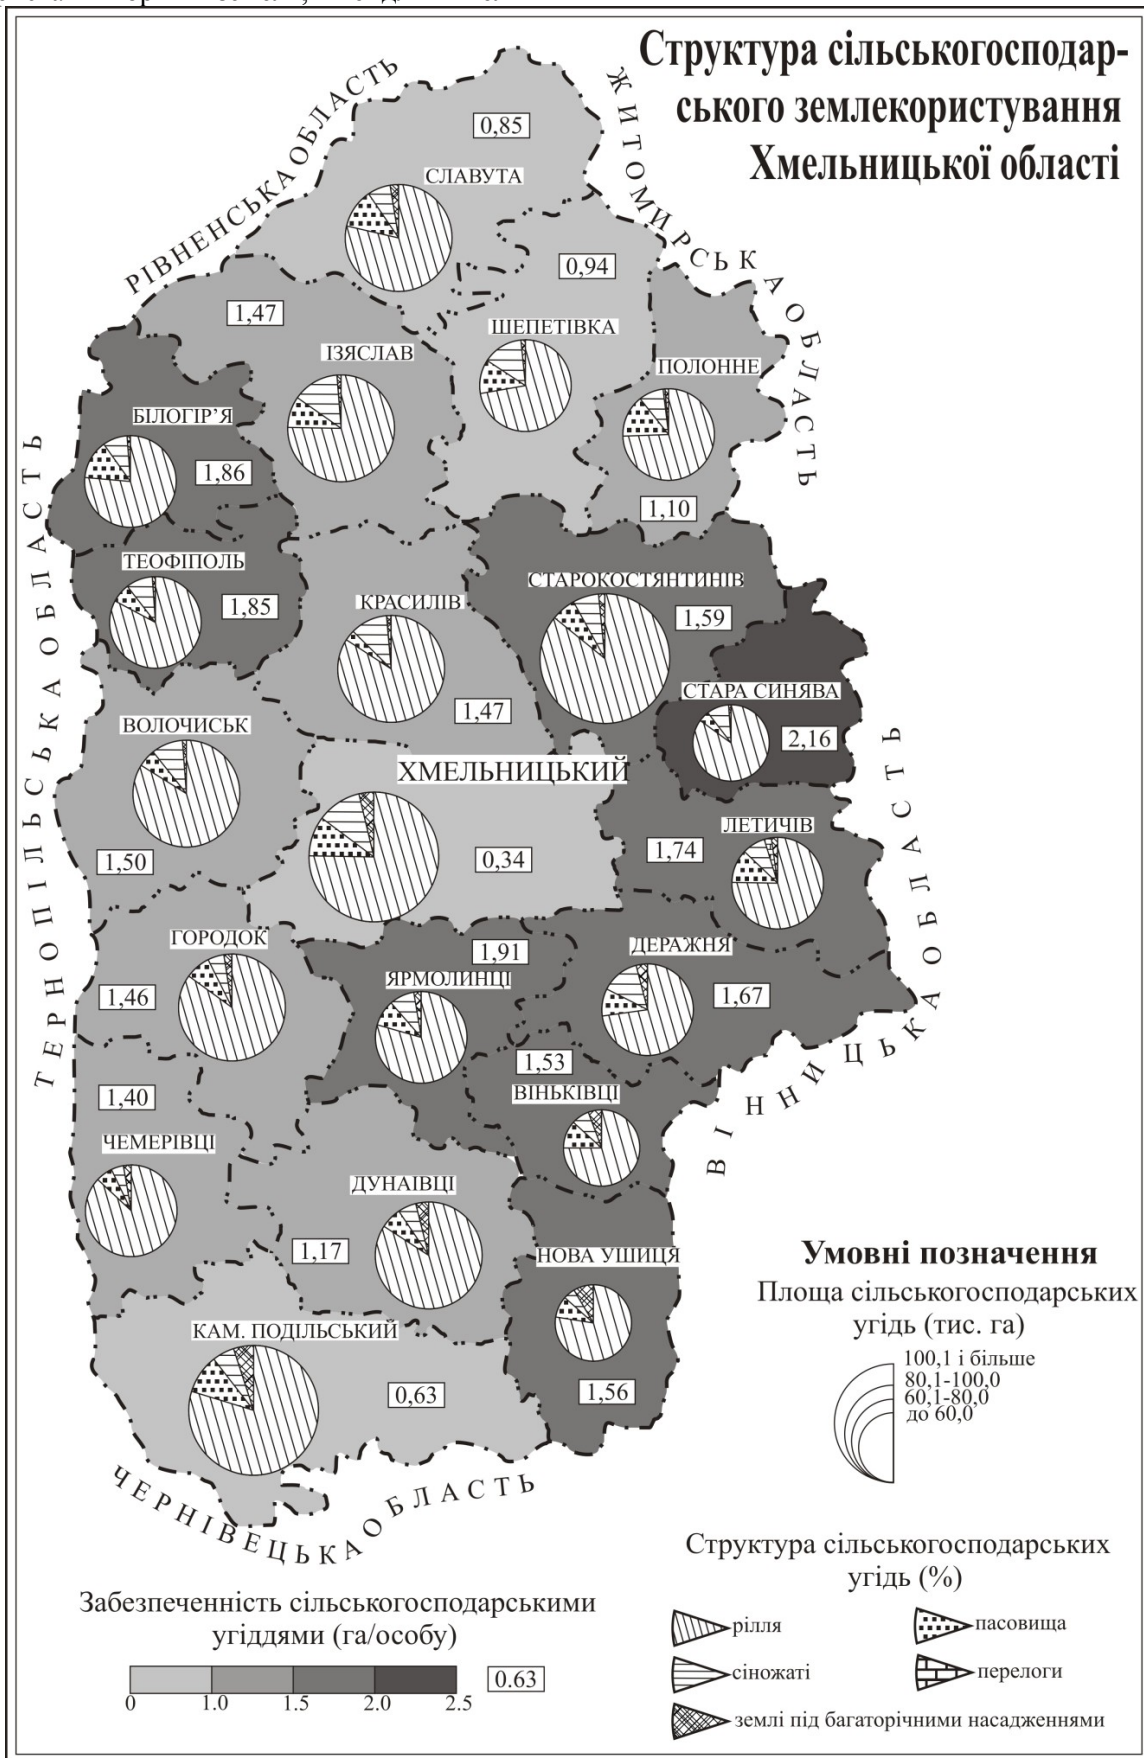 Структура сільськогосподар-
ського землекористування
Хмельницької області
РІВНЕНСЬКА ОБЛАСТЬ
ЖИТОМИРСЬКА ОБЛАСТЬ
0,85
СЛАВУТА
0,94
1,47
ШЕПЕТІВКА
ІЗЯСЛАВ
ПОЛОННЕ
БІЛОГІР’Я
1,86
1,10
ТЕОФІПОЛЬ
1,85
СТАРОКОСТЯНТИНІВ
КРАСИЛІВ
1,59
СТАРА СИНЯВА
1,47
2,16
ВОЛОЧИСЬК
ХМЕЛЬНИЦЬКИЙ
ЛЕТИЧІВ
1,74
1,50
0,34
ТЕРНОПІЛЬСЬКА ОБЛАСТЬ
ГОРОДОК
1,91
ДЕРАЖНЯ
ЯРМОЛИНЦІ
1,46
1,67
1,53
ВІНЬКІВЦІ
1,40
ВІННИЦЬКА ОБЛАСТЬ
ЧЕМЕРІВЦІ
ДУНАЇВЦІ
1,17
НОВА УШИЦЯ
КАМ. ПОДІЛЬСЬКИЙ
0,63
1,56
ЧЕРНІВЕЦЬКА ОБЛАСТЬ
Умовні позначення
Площа сільськогосподарських
угідь (тис. га)
100,1 і більше
80,1-100,0
60,1-80,0
до 60,0
Структура сільськогосподарських
угідь (%)
рілля
пасовища
сіножаті
перелоги
землі під багаторічними насадженнями
Забезпеченність сільськогосподарськими
угіддями (га/особу)
0.63
0 1.0 1.5 2.0 2.5